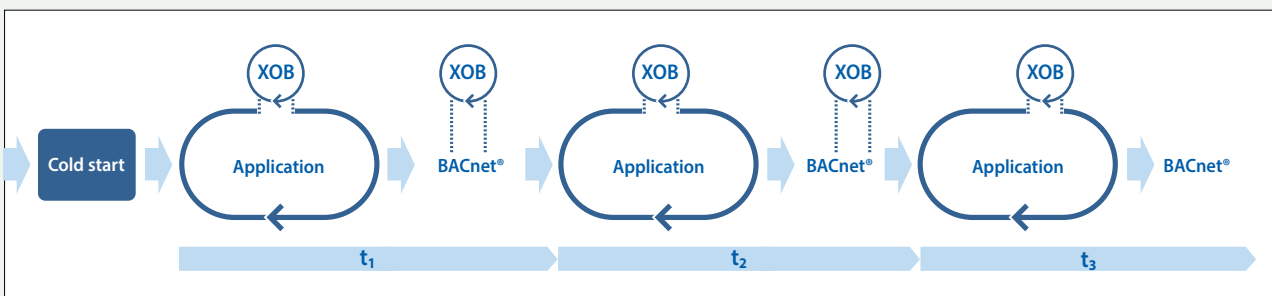 XOB
XOB
XOB
XOB
XOB
Cold start
Application
BACnet®
Application
BACnet®
Application
BACnet®
t₁
t₂
t₃